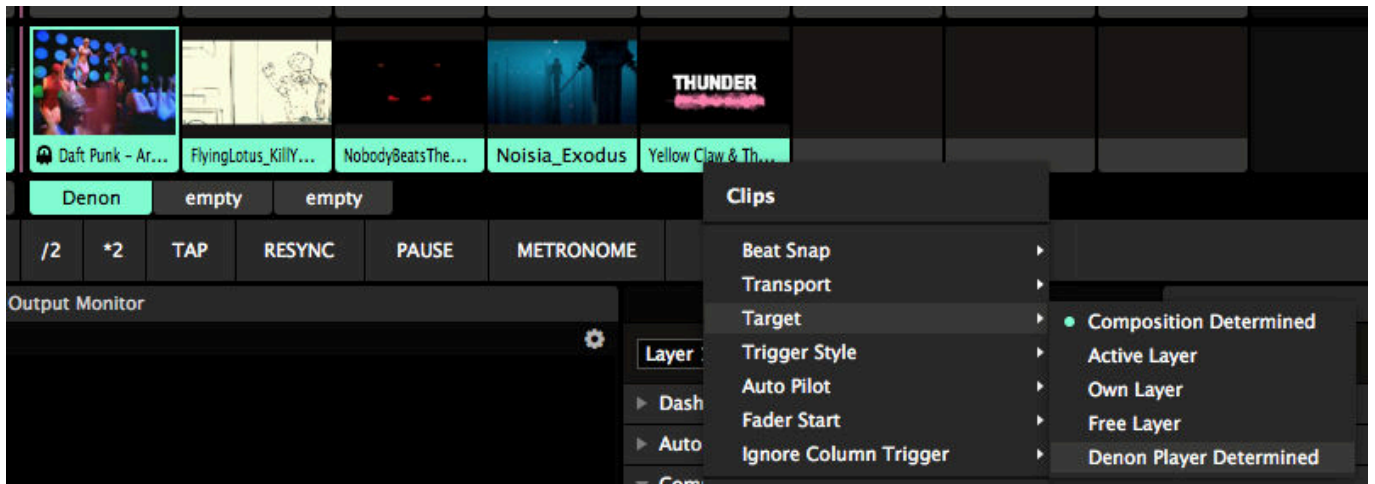 THUNDER
Daft Punk – Ar...
FlyingLotus_KillY...
NobodyBeatsThe...
Noisia_Exodus
Yellow Claw & Th...
Denon
empty
empty
/2
*2
TAP
RESYNC
PAUSE
METRONOME
Output Monitor
Layer
Dash
Auto
Com
Clips
Beat Snap
Transport
Target
Trigger Style
Auto Pilot
Fader Start
Ignore Column Trigger
Composition Determined
Active Layer
Own Layer
Free Layer
Denon Player Determined